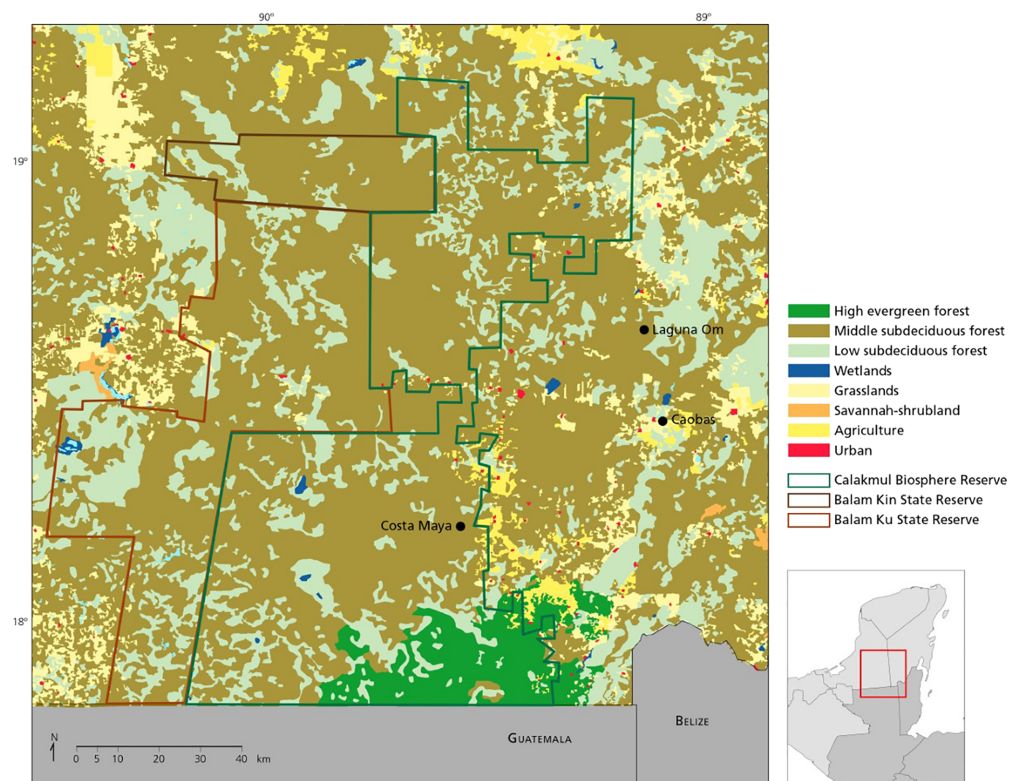 90°
89°
19°
18°
Laguna Om
Caobas
Costa Maya
High evergreen forest
Middle subdeciduous forest
Low subdeciduous forest
Wetlands
Grasslands
Savannah-shrubland
Agriculture
Urban
Calakmul Biosphere Reserve
Balam Kin State Reserve
Balam Ku State Reserve
BELIZE
GUATEMALA
N
0 5 10 20 30 40 km